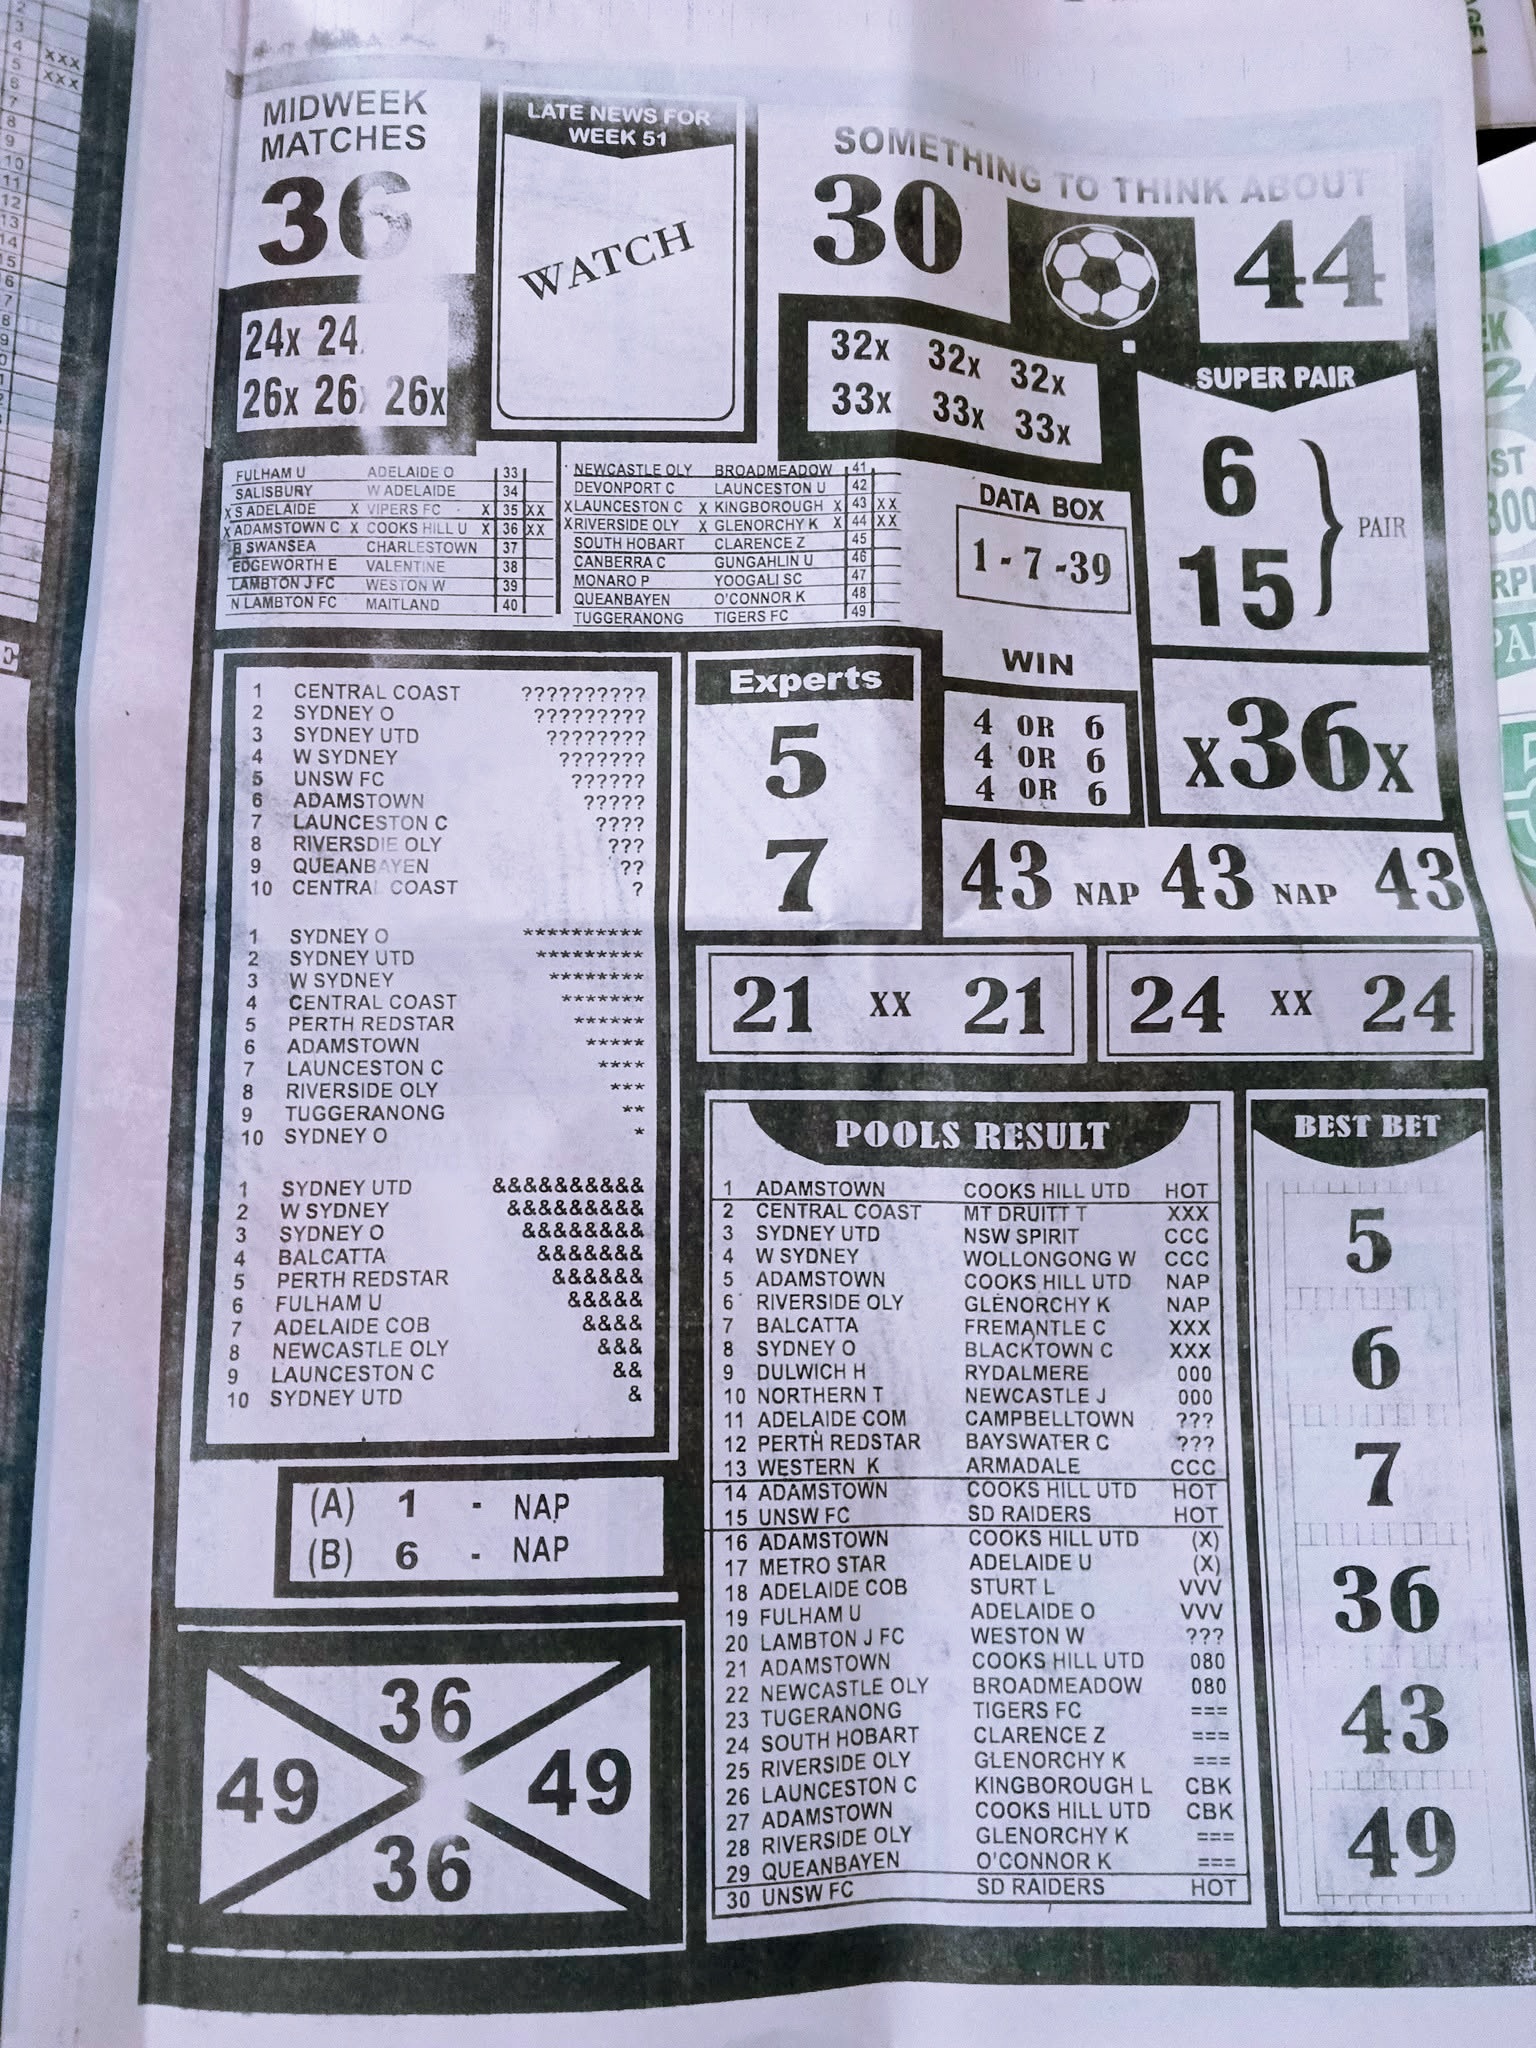 MIDWEEK
MATCHES
36
24x 24
26x 26 26x
LATE NEWS FOR
WEEK 51
WATCH
SOMETHING TO THINK ABOUT
30
44
32x 32x 32x
33x 33x 33x
SUPER PAIR
6
15
PAIR
FULHAM U ADELAIDE O 33
SALISBURY W ADELAIDE 34
X S ADELAIDE X VIPERS FC X 35 XX
X ADAMSTOWN C X COOKS HILL U X 36 XX
B SWANSEA CHARLESTOWN 37
EDGEWORTH E VALENTINE 38
LAMBTON J FC WESTON W 39
N LAMBTON FC MAITLAND 40
NEWCASTLE OLY BROADMEADOW 41
DEVONPORT C LAUNCESTON U 42
X LAUNCESTON C X KINGBOROUGH X 43 XX
X RIVERSIDE OLY X GLENORCHY K X 44 XX
SOUTH HOBART CLARENCE Z 45
CANBERRA C GUNGAHLIN U 46
MONARO P YOOGALI SC 47
QUEANBAYEN O'CONNOR K 48
TUGGERANONG TIGERS FC 49
DATA BOX
1 - 7 - 39
WIN
4 OR 6
4 OR 6
4 OR 6
x36x
Experts
5
7
43 NAP 43 NAP 43
21 XX 21
24 XX 24
1 CENTRAL COAST ??????????
2 SYDNEY O ?????????
3 SYDNEY UTD ????????
4 W SYDNEY ???????
5 UNSW FC ??????
6 ADAMSTOWN ?????
7 LAUNCESTON C ????
8 RIVERSDIE OLY ???
9 QUEANBAYEN ??
10 CENTRAL COAST ?
1 SYDNEY O **********
2 SYDNEY UTD *********
3 W SYDNEY ********
4 CENTRAL COAST *******
5 PERTH REDSTAR ******
6 ADAMSTOWN *****
7 LAUNCESTON C ****
8 RIVERSIDE OLY ***
9 TUGGERANONG **
10 SYDNEY O *
1 SYDNEY UTD &&&&&&&&&&
2 W SYDNEY &&&&&&&&&
3 SYDNEY O &&&&&&&&
4 BALCATTA &&&&&&&
5 PERTH REDSTAR &&&&&&
6 FULHAM U &&&&&
7 ADELAIDE COB &&&&
8 NEWCASTLE OLY &&&
9 LAUNCESTON C &&
10 SYDNEY UTD &
(A) 1 - NAP
(B) 6 - NAP
36
49 49
36
POOLS RESULT
1 ADAMSTOWN COOKS HILL UTD HOT
2 CENTRAL COAST MT DRUITT T XXX
3 SYDNEY UTD NSW SPIRIT CCC
4 W SYDNEY WOLLONGONG W CCC
5 ADAMSTOWN COOKS HILL UTD NAP
6 RIVERSIDE OLY GLENORCHY K NAP
7 BALCATTA FREMANTLE C XXX
8 SYDNEY O BLACKTOWN C XXX
9 DULWICH H RYDALMERE 000
10 NORTHERN T NEWCASTLE J 000
11 ADELAIDE COM CAMPBELLTOWN ???
12 PERTH REDSTAR BAYSWATER C ???
13 WESTERN K ARMADALE CCC
14 ADAMSTOWN COOKS HILL UTD HOT
15 UNSW FC SD RAIDERS HOT
16 ADAMSTOWN COOKS HILL UTD (X)
17 METRO STAR ADELAIDE U (X)
18 ADELAIDE COB STURT L VVV
19 FULHAM U ADELAIDE O VVV
20 LAMBTON J FC WESTON W ???
21 ADAMSTOWN COOKS HILL UTD 080
22 NEWCASTLE OLY BROADMEADOW 080
23 TUGERANONG TIGERS FC ===
24 SOUTH HOBART CLARENCE Z ===
25 RIVERSIDE OLY GLENORCHY K ===
26 LAUNCESTON C KINGBOROUGH L CBK
27 ADAMSTOWN COOKS HILL UTD CBK
28 RIVERSIDE OLY GLENORCHY K ===
29 QUEANBAYEN O'CONNOR K ===
30 UNSW FC SD RAIDERS HOT
BEST BET
5
6
7
36
43
49